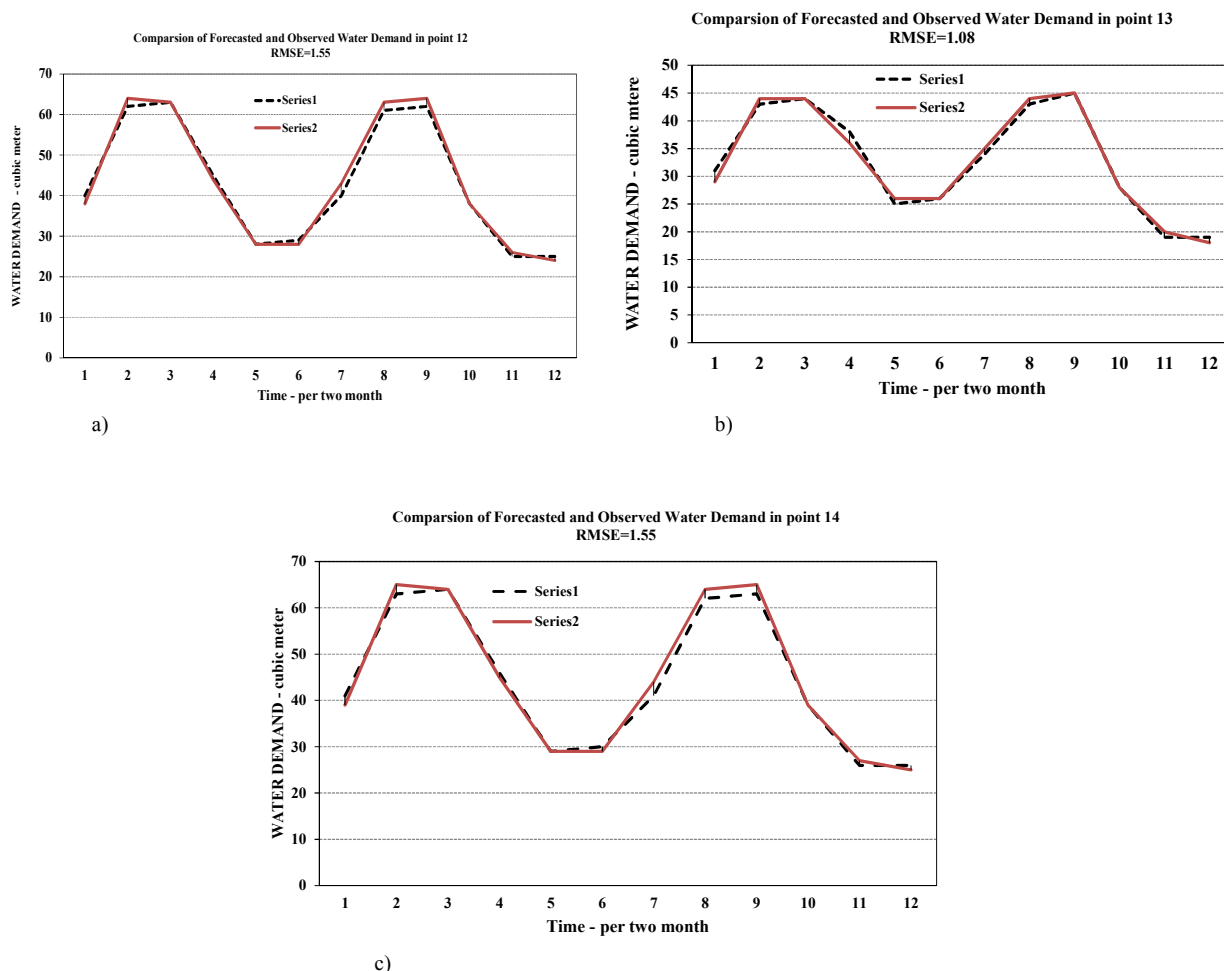 Comparsion of Forecasted and Observed Water Demand in point 12
RMSE=1.55
WATER DEMAND - cubic meter
70
60
50
40
30
20
10
0
Series1
Series2
1 2 3 4 5 6 7 8 9 10 11 12
Time - per two month
a)
Comparsion of Forecasted and Observed Water Demand in point 13
RMSE=1.08
WATER DEMAND - cubic mtere
50
45
40
35
30
25
20
15
10
5
0
Series1
Series2
1 2 3 4 5 6 7 8 9 10 11 12
Time - per two month
b)
Comparsion of Forecasted and Observed Water Demand in point 14
RMSE=1.55
WATER DEMAND - cubic meter
70
60
50
40
30
20
10
0
Series1
Series2
1 2 3 4 5 6 7 8 9 10 11 12
Time - per two month
c)